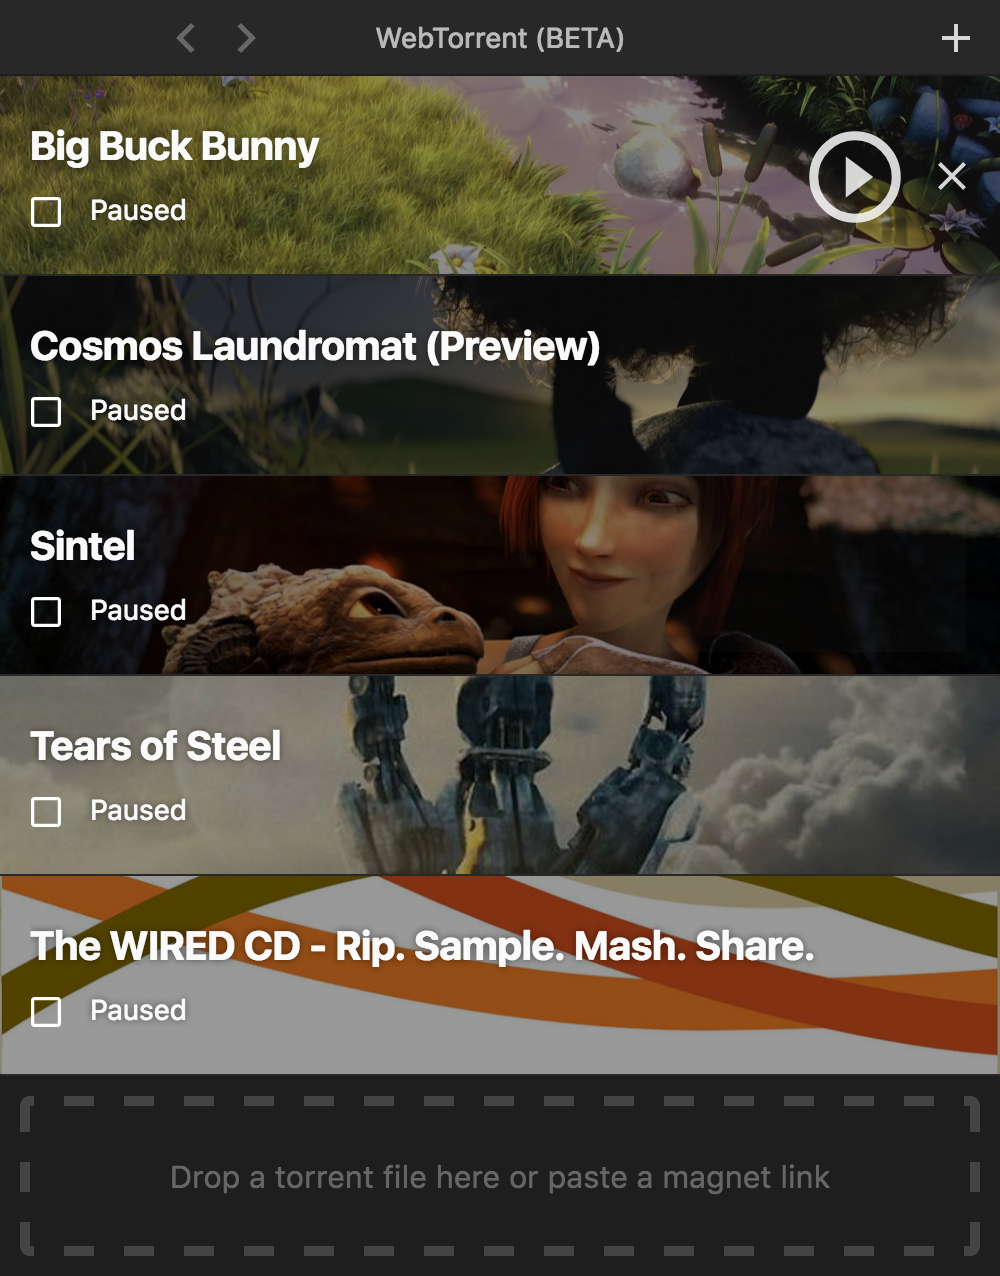 WebTorrent (BETA)
Big Buck Bunny
Paused
Cosmos Laundromat (Preview)
Paused
Sintel
Paused
Tears of Steel
Paused
The WIRED CD - Rip. Sample. Mash. Share.
Paused
Drop a torrent file here or paste a magnet link